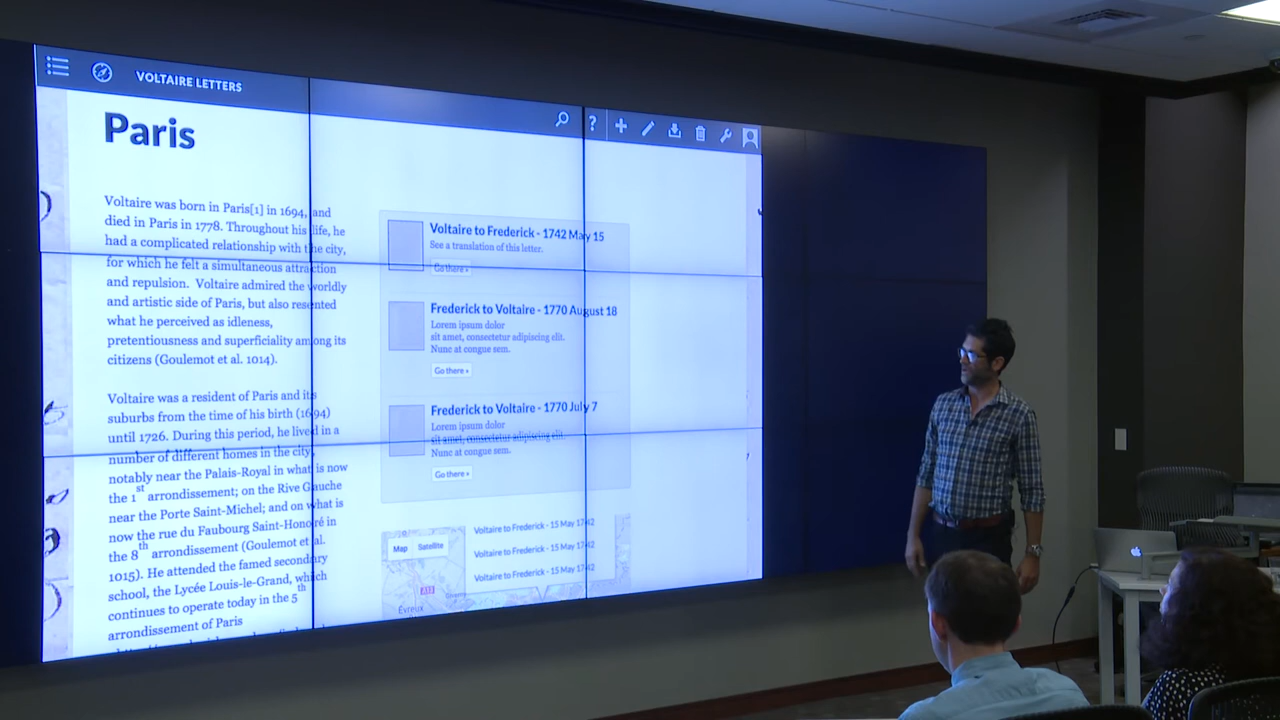 VOLTAIRE LETTERS
?
Paris
Voltaire was born in Paris[1] in 1694, and
died in Paris in 1778. Throughout his life, he
had a complicated relationship with the city,
for which he felt a simultaneous attraction
and repulsion. Voltaire admired the worldly
and artistic side of Paris, but also resented
what he perceived as idleness,
pretentiousness and superficiality among its
citizens (Goulemot et al. 1014).
Voltaire was a resident of Paris and its
suburbs from the time of his birth (1694)
until 1726. During this period, he lived in a
number of different homes in the city,
notably near the Palais-Royal in what is now
the 1st arrondissement; on the Rive Gauche
near the Porte Saint-Michel; and on what is
now the rue du Faubourg Saint-Honoré in
the 8th arrondissement (Goulemot et al.
1015). He attended the famed secondary
school, the Lycée Louis-le-Grand, which
continues to operate today in the 5th
arrondissement of Paris
Voltaire to Frederick - 1742 May 15
See a translation of this letter.
Go there »
Frederick to Voltaire - 1770 August 18
Lorem ipsum dolor
sit amet, consectetur adipiscing elit.
Nunc at congue sem.
Go there »
Frederick to Voltaire - 1770 July 7
Lorem ipsum dolor
sit amet, consectetur adipiscing elit.
Nunc at congue sem.
Go there »
Map Satellite
Voltaire to Frederick - 15 May 1742
Voltaire to Frederick - 15 May 1742
Voltaire to Frederick - 15 May 1742
A13
Évreux